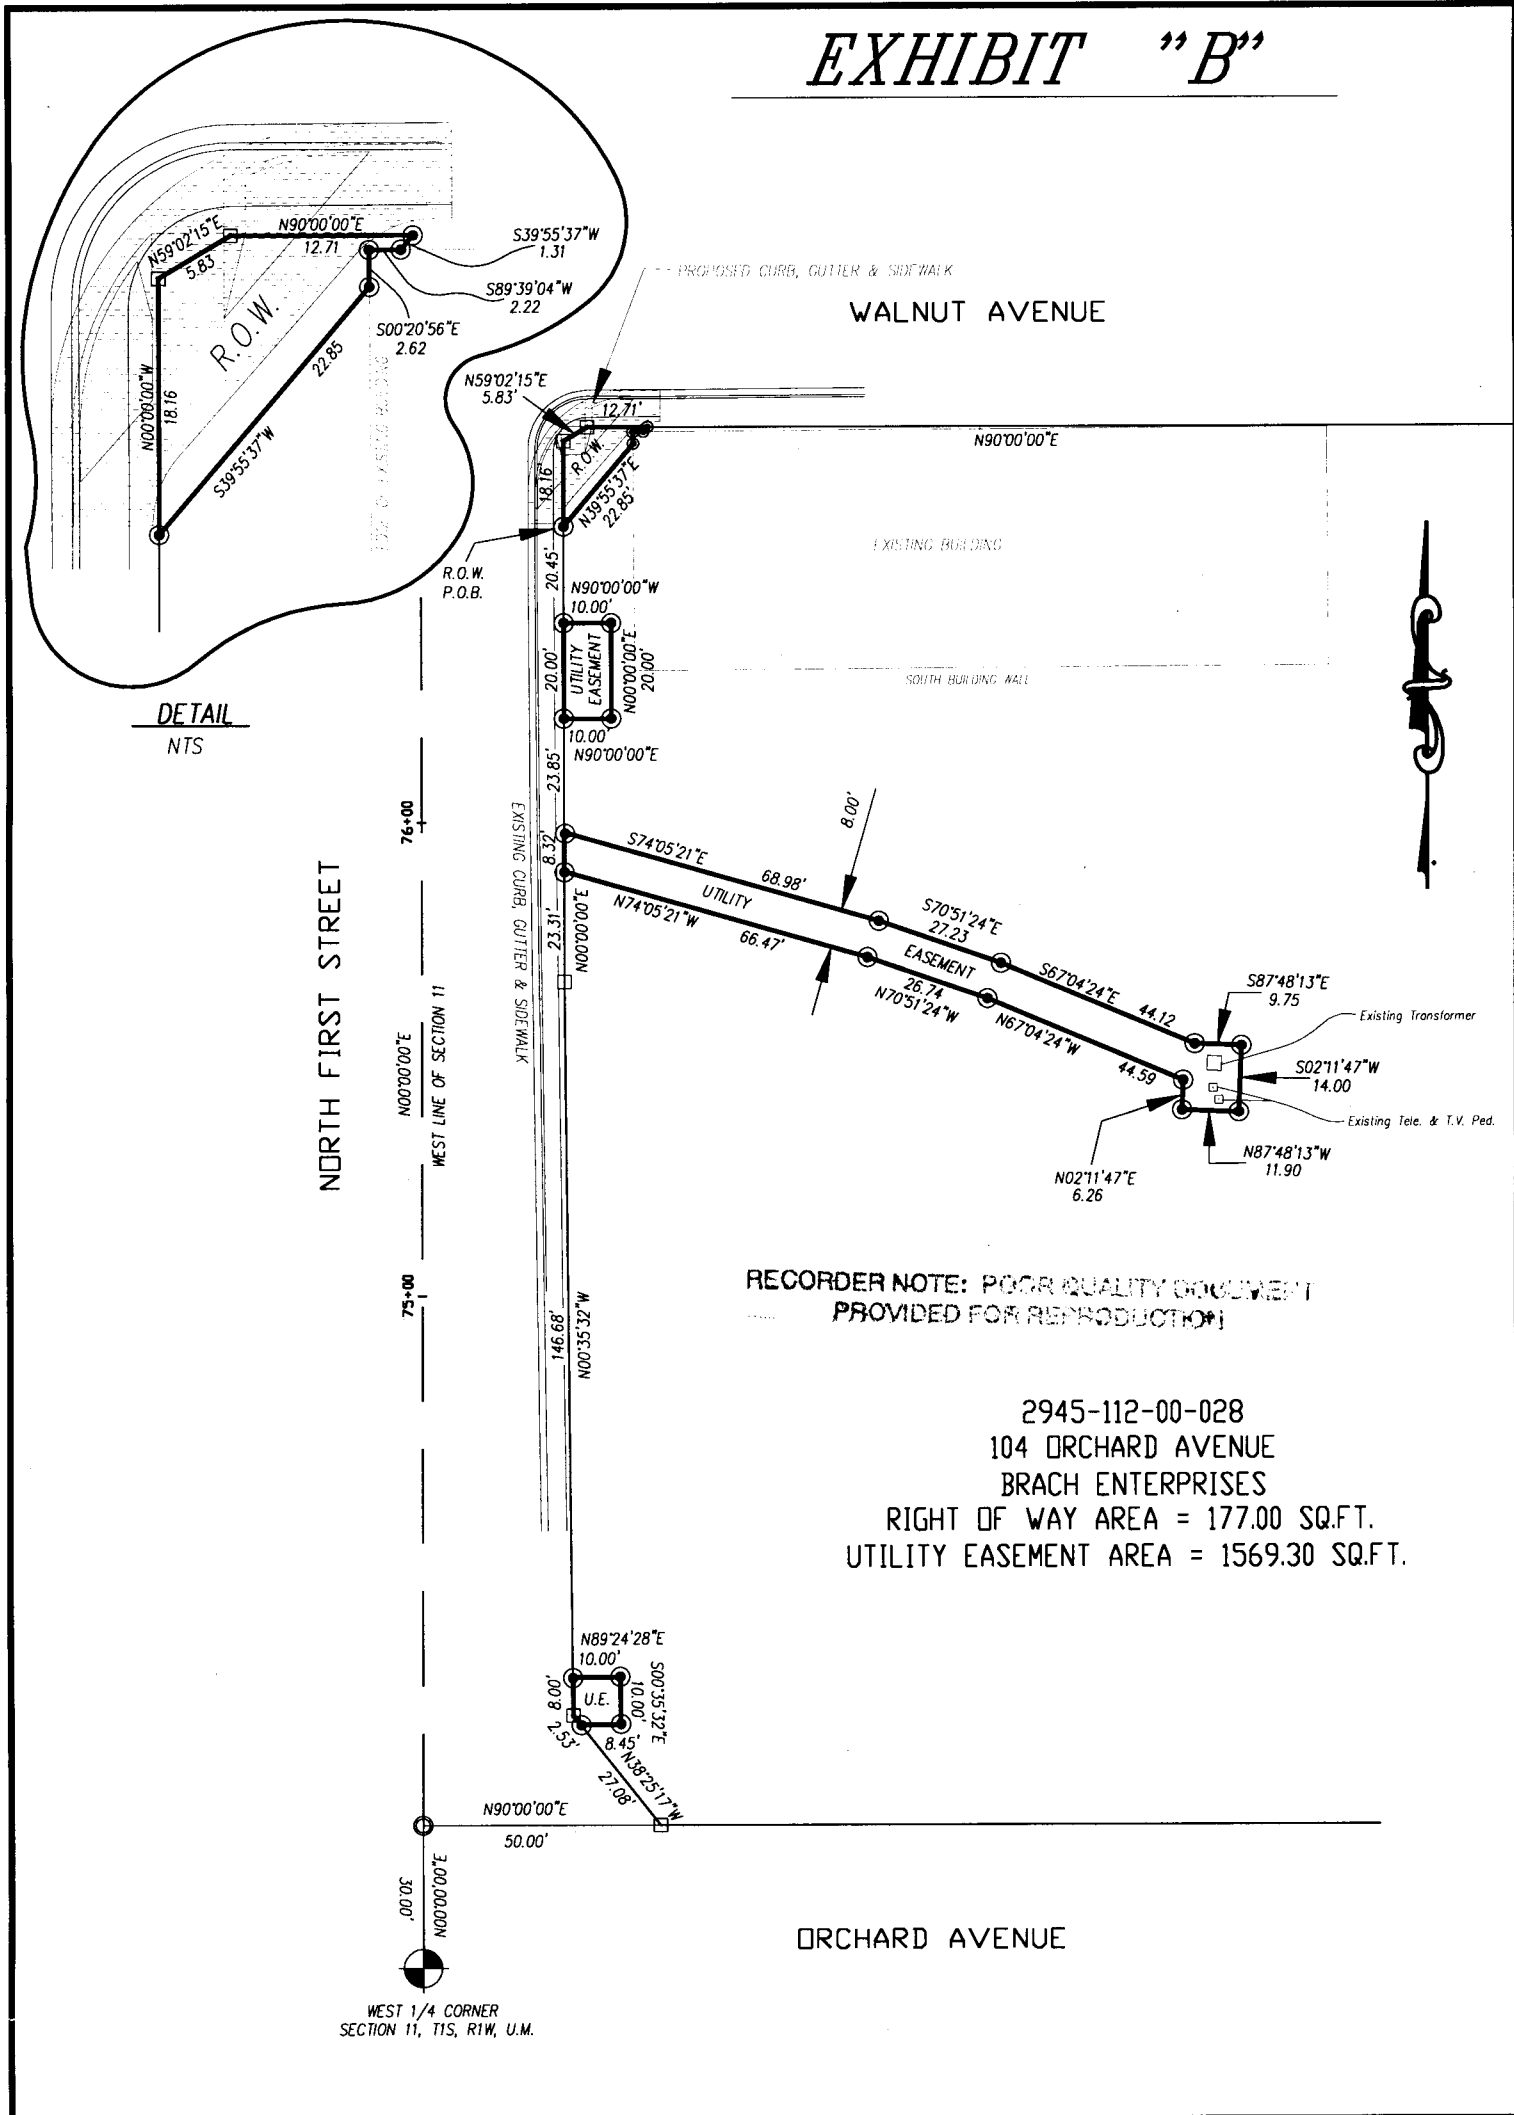 EXHIBIT "B"
N59°02'15"E
5.83
N90°00'00"E
12.71
S39°55'37"W
1.31
S89°39'04"W
2.22
S00°20'56"E
2.62
R.O.W.
22.85
S39°55'37"W
N00°00'00"W
18.16
DETAIL
NTS
PROPOSED CURB, GUTTER & SIDEWALK
WALNUT AVENUE
N59°02'15"E
5.83'
12.71'
N90°00'00"E
R.O.W.
18.16'
N39°55'37"E
22.85'
R.O.W.
P.O.B.
EXISTING BUILDING
20.45'
N90°00'00"W
10.00'
20.00'
UTILITY
EASEMENT
N00°00'00"E
20.00'
SOUTH BUILDING WALL
10.00'
N90°00'00"E
23.85'
76+00
EXISTING CURB, GUTTER & SIDEWALK
8.32'
S74°05'21"E
68.98'
8.00'
UTILITY
N74°05'21"W
66.47'
S70°51'24"E
27.23
EASEMENT
26.74
N70°51'24"W
S67°04'24"E
44.12
N67°04'24"W
44.59
S87°48'13"E
9.75
Existing Transformer
S02°11'47"W
14.00
Existing Tele. & T.V. Ped.
N87°48'13"W
11.90
N02°11'47"E
6.26
23.31'
N00°00'00"E
NORTH FIRST STREET
N00°00'00"E
WEST LINE OF SECTION 11
75+00
RECORDER NOTE: POOR QUALITY DOCUMENT
PROVIDED FOR REPRODUCTION
146.68'
N00°35'32"W
2945-112-00-028
104 ORCHARD AVENUE
BRACH ENTERPRISES
RIGHT OF WAY AREA = 177.00 SQ.FT.
UTILITY EASEMENT AREA = 1569.30 SQ.FT.
N89°24'28"E
10.00'
8.00'
U.E.
10.00'
S00°35'32"E
2.53'
8.45'
N38°25'17"W
27.08'
N90°00'00"E
50.00'
N00°00'00"E
30.00'
ORCHARD AVENUE
WEST 1/4 CORNER
SECTION 11, T1S, R1W, U.M.